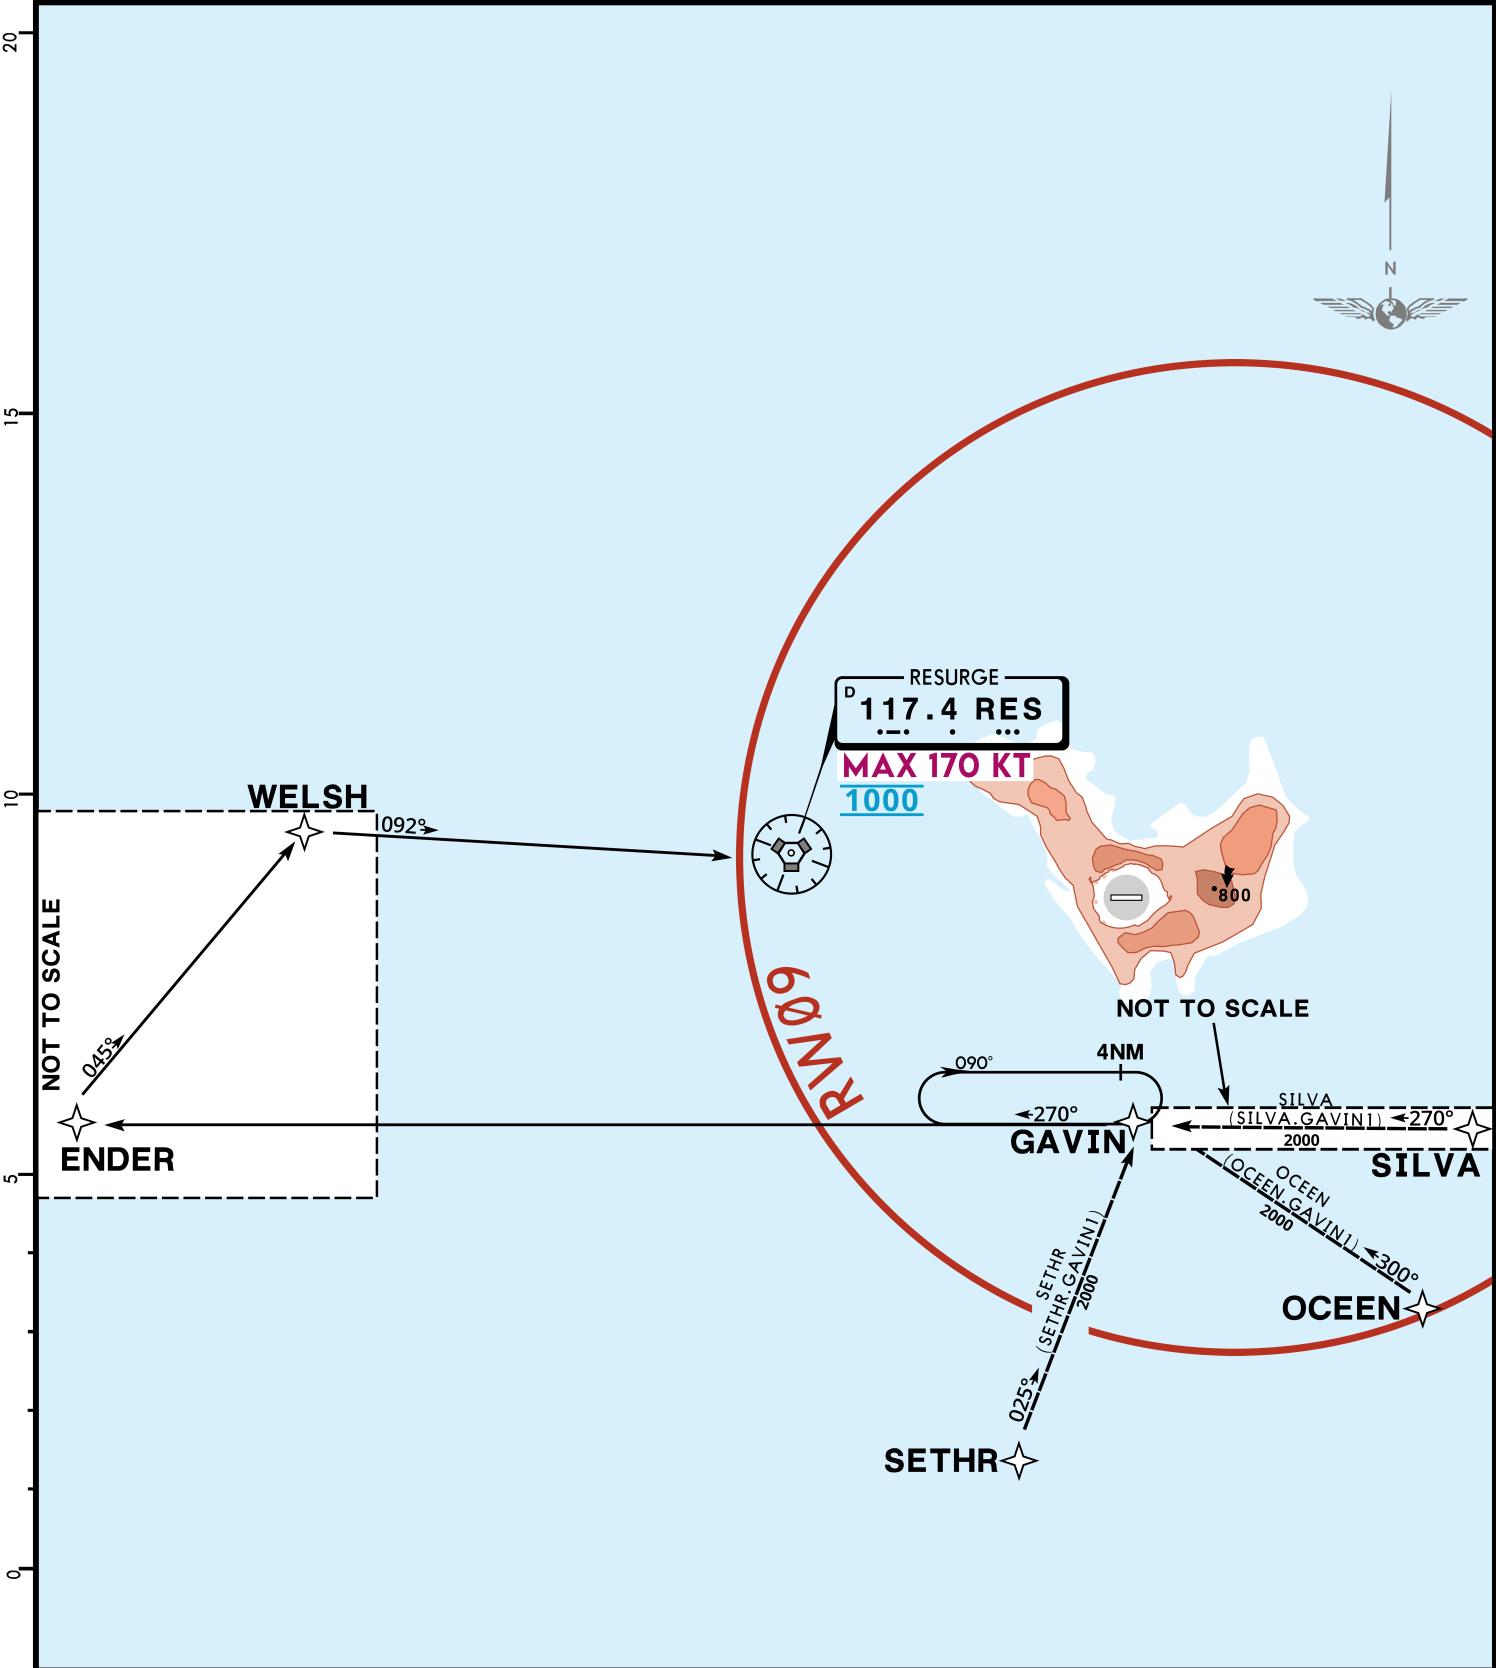 20
15
10
5
0
N
RESURGE
D
117.4 RES
MAX 170 KT
1000
WELSH
092°
800
NOT TO SCALE
045°
RWØ9
NOT TO SCALE
4NM
090°
270°
GAVIN
ENDER
SILVA
(SILVA.GAVIN1)
270°
2000
SILVA
OCEEN
(OCEEN.GAVIN1)
2000
300°
OCEEN
SETHR
(SETHR.GAVIN1)
2000
025°
SETHR